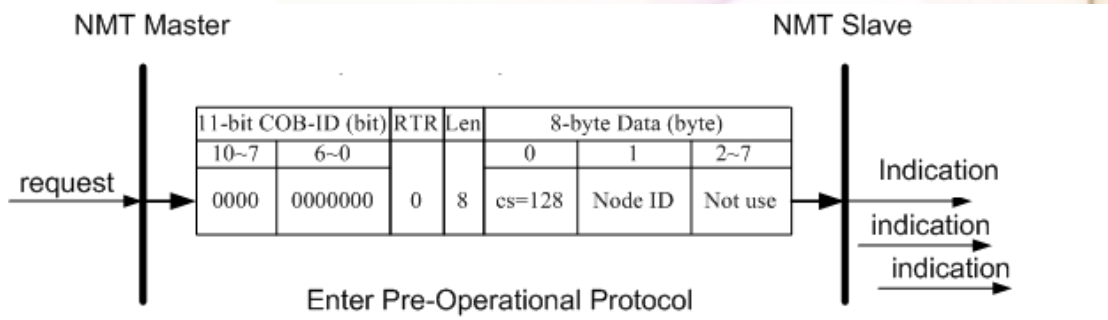 NMT Master NMT Slave
11-bit COB-ID (bit) RTR Len 8-byte Data (byte)
10~7 6~0 0 1 2~7
request 0000 0000000 0 8 cs=128 Node ID Not use Indication
indication
indication
Enter Pre-Operational Protocol